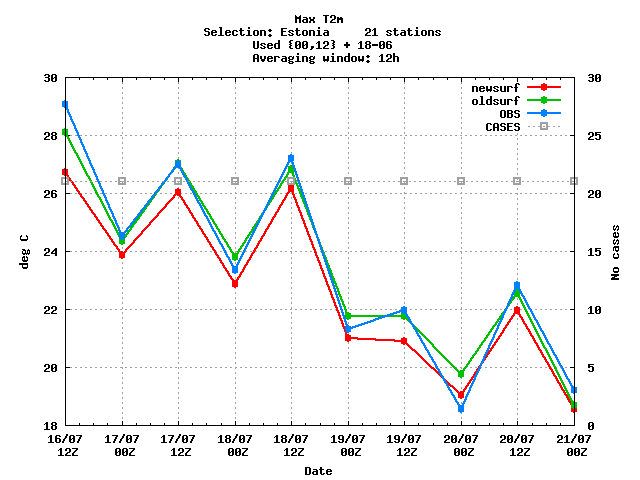 Max T2m
Selection: Estonia 21 stations
Used {00,12} + 18-06
Averaging window: 12h
30 30
newsurf
oldsurf
OBS
CASES
28 25
26 20
24 15
22 10
20 5
18 0
deg C
No cases
16/07 17/07 17/07 18/07 18/07 19/07 19/07 20/07 20/07 21/07
12Z 00Z 12Z 00Z 12Z 00Z 12Z 00Z 12Z 00Z
Date